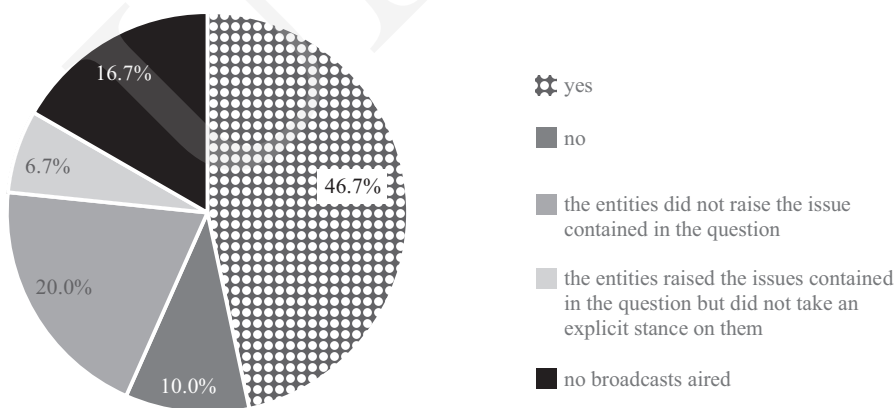 16.7%
6.7%
46.7%
20.0%
10.0%
yes
no
the entities did not raise the issue
contained in the question
the entities raised the issues contained
in the question but did not take an
explicit stance on them
no broadcasts aired